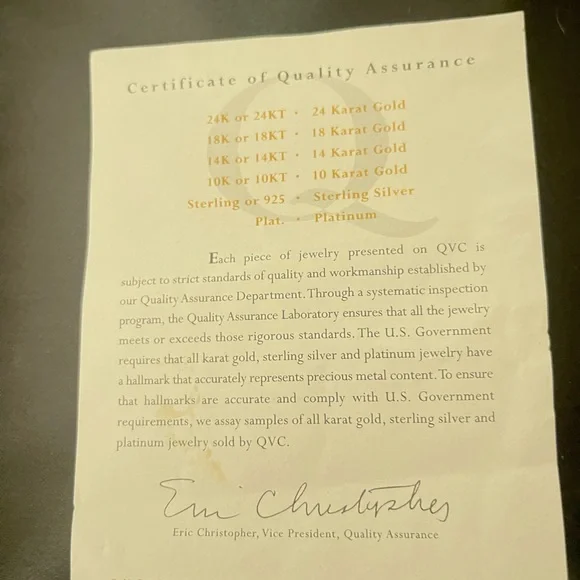 Certificate of Quality Assurance
24K or 24KT · 24 Karat Gold
18K or 18KT · 18 Karat Gold
14K or 14KT · 14 Karat Gold
10K or 10KT · 10 Karat Gold
Sterling or 925 · Sterling Silver
Plat. · Platinum
Each piece of jewelry presented on QVC is
subject to strict standards of quality and workmanship established by
our Quality Assurance Department. Through a systematic inspection
program, the Quality Assurance Laboratory ensures that all the jewelry
meets or exceeds those rigorous standards. The U.S. Government
requires that all karat gold, sterling silver and platinum jewelry have
a hallmark that accurately represents precious metal content. To ensure
that hallmarks are accurate and comply with U.S. Government
requirements, we assay samples of all karat gold, sterling silver and
platinum jewelry sold by QVC.
Eric Christopher
Eric Christopher, Vice President, Quality Assurance